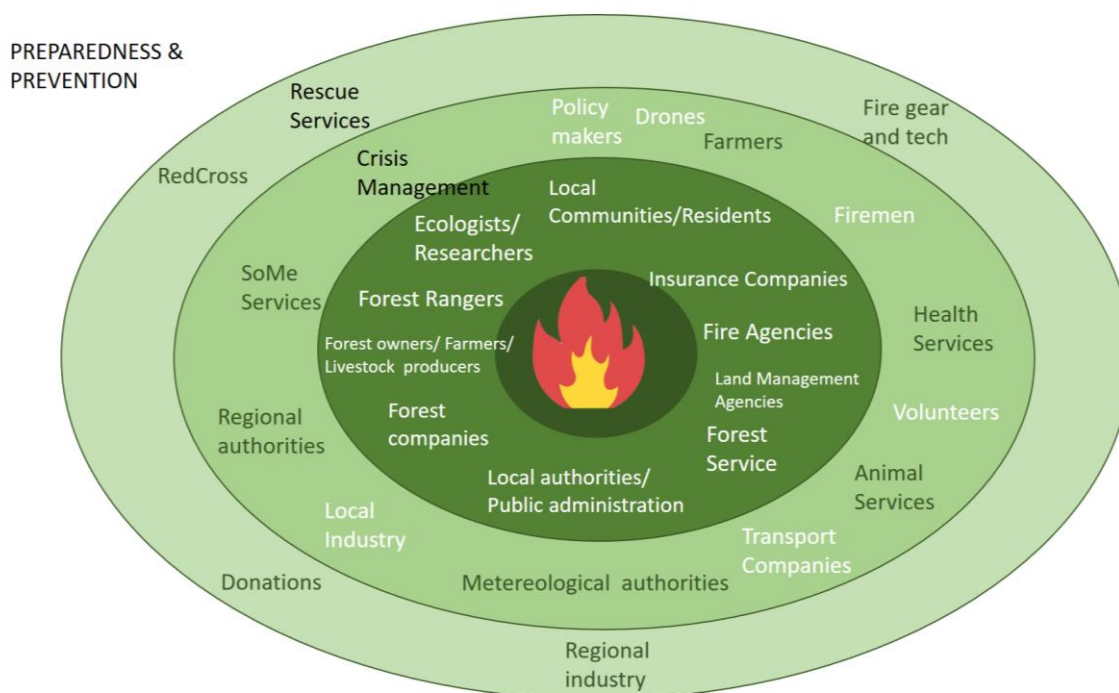 PREPAREDNESS &
PREVENTION
Rescue
Services
Policy
makers
Drones
Farmers
Fire gear
and tech
RedCross
Crisis
Management
Local
Communities/Residents
Firemen
Ecologists/
Researchers
SoMe
Services
Insurance Companies
Forest Rangers
Health
Services
Fire Agencies
Forest owners/ Farmers/
Livestock producers
Land Management
Agencies
Volunteers
Regional
authorities
Forest
companies
Forest
Service
Local authorities/
Public administration
Animal
Services
Local
Industry
Transport
Companies
Donations
Metereological authorities
Regional
industry